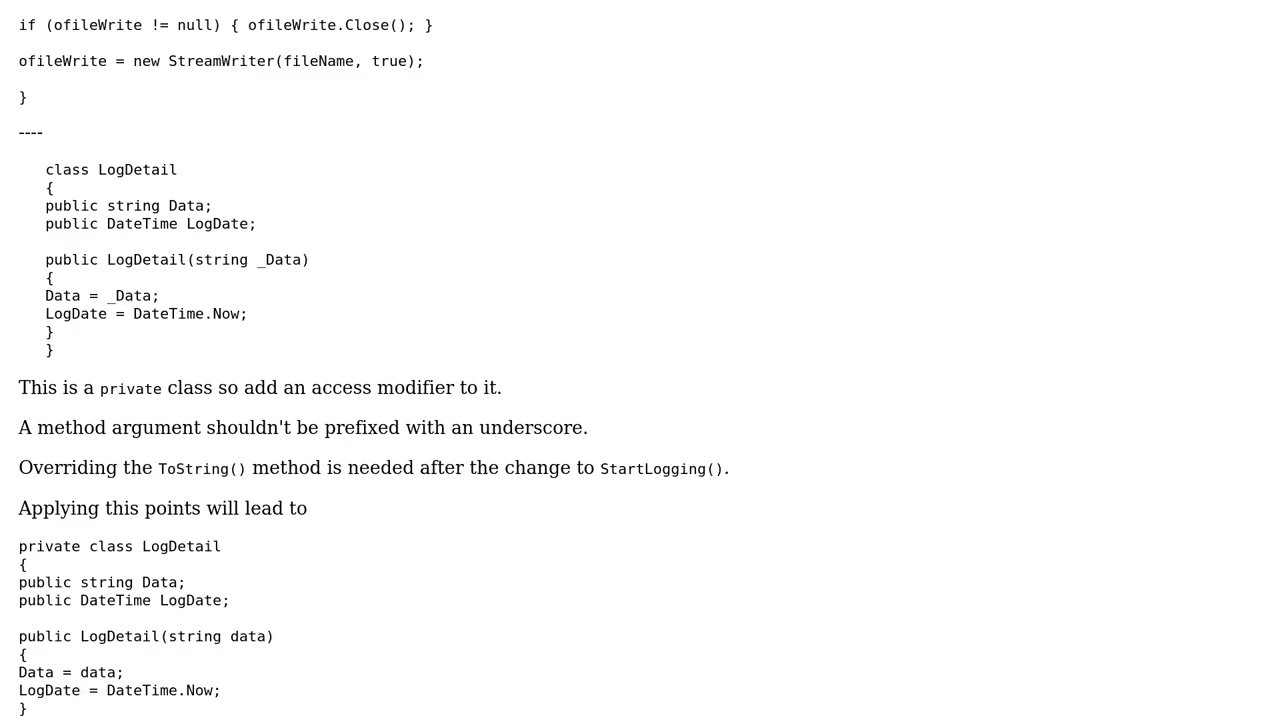 if (ofileWrite != null) { ofileWrite.Close(); }
ofileWrite = new StreamWriter(fileName, true);
}
----
class LogDetail
{
public string Data;
public DateTime LogDate;
public LogDetail(string _Data)
{
Data = _Data;
LogDate = DateTime.Now;
}
}
This is a private class so add an access modifier to it.
A method argument shouldn't be prefixed with an underscore.
Overriding the ToString() method is needed after the change to StartLogging().
Applying this points will lead to
private class LogDetail
{
public string Data;
public DateTime LogDate;
public LogDetail(string data)
{
Data = data;
LogDate = DateTime.Now;
}